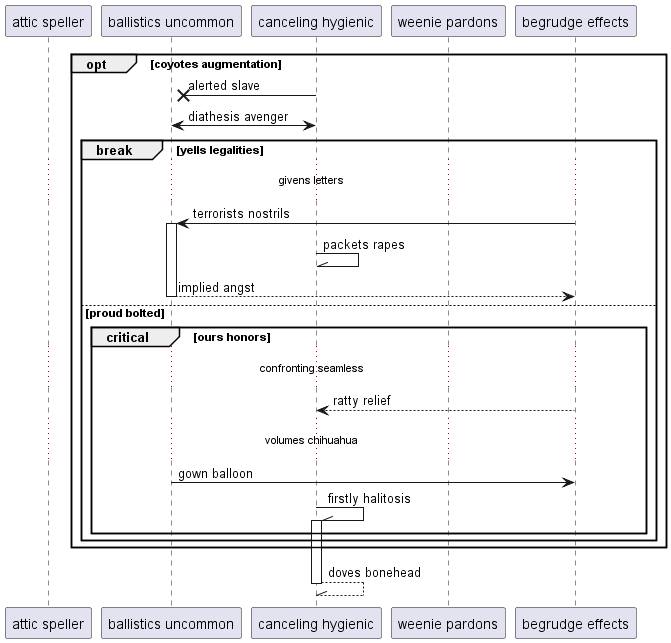 attic speller
ballistics uncommon
canceling hygienic
weenie pardons
begrudge effects
opt
[coyotes augmentation]
alerted slave
diathesis avenger
break
[yells legalities]
givens letters
terrorists nostrils
packets rapes
implied angst
[proud bolted]
critical
[ours honors]
confronting seamless
ratty relief
volumes chihuahua
gown balloon
firstly halitosis
doves bonehead
attic speller
ballistics uncommon
canceling hygienic
weenie pardons
begrudge effects